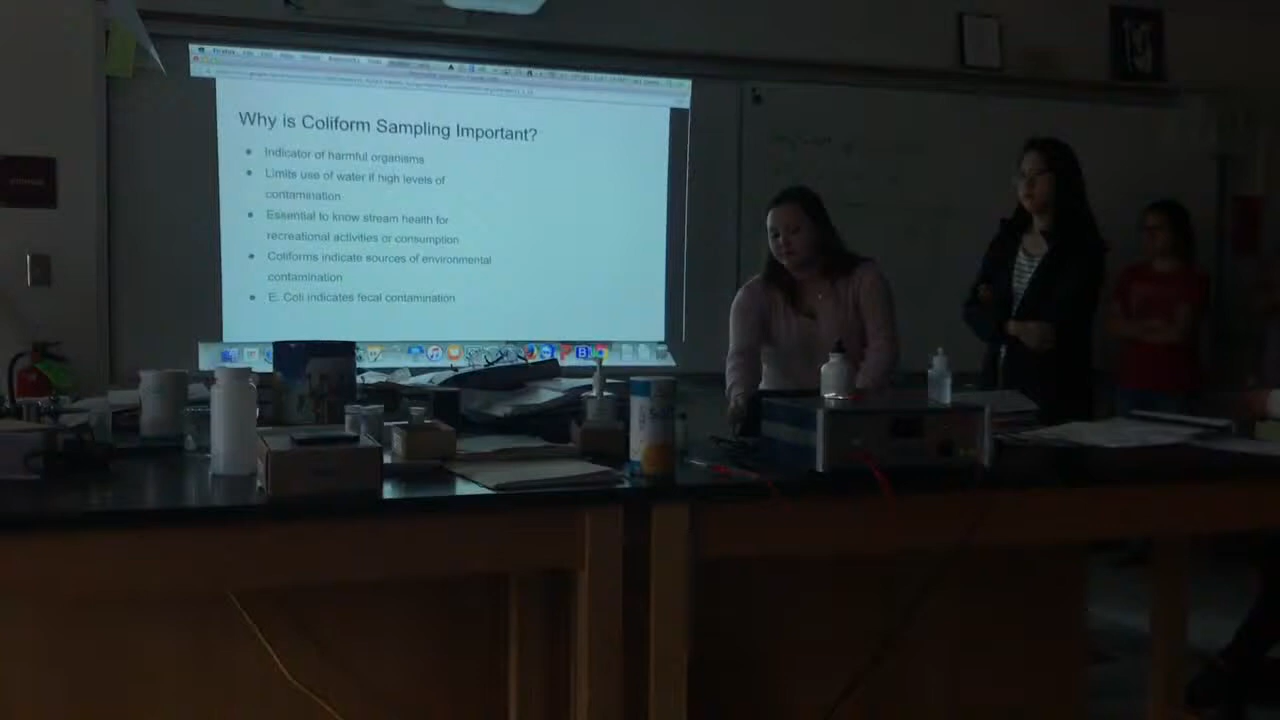 Firefox
Why is Coliform Sampling Important?
Indicator of harmful organisms
Limits use of water if high levels of
contamination
Essential to know stream health for
recreational activities or consumption
Coliforms indicate sources of environmental
contamination
E. Coli indicates fecal contamination